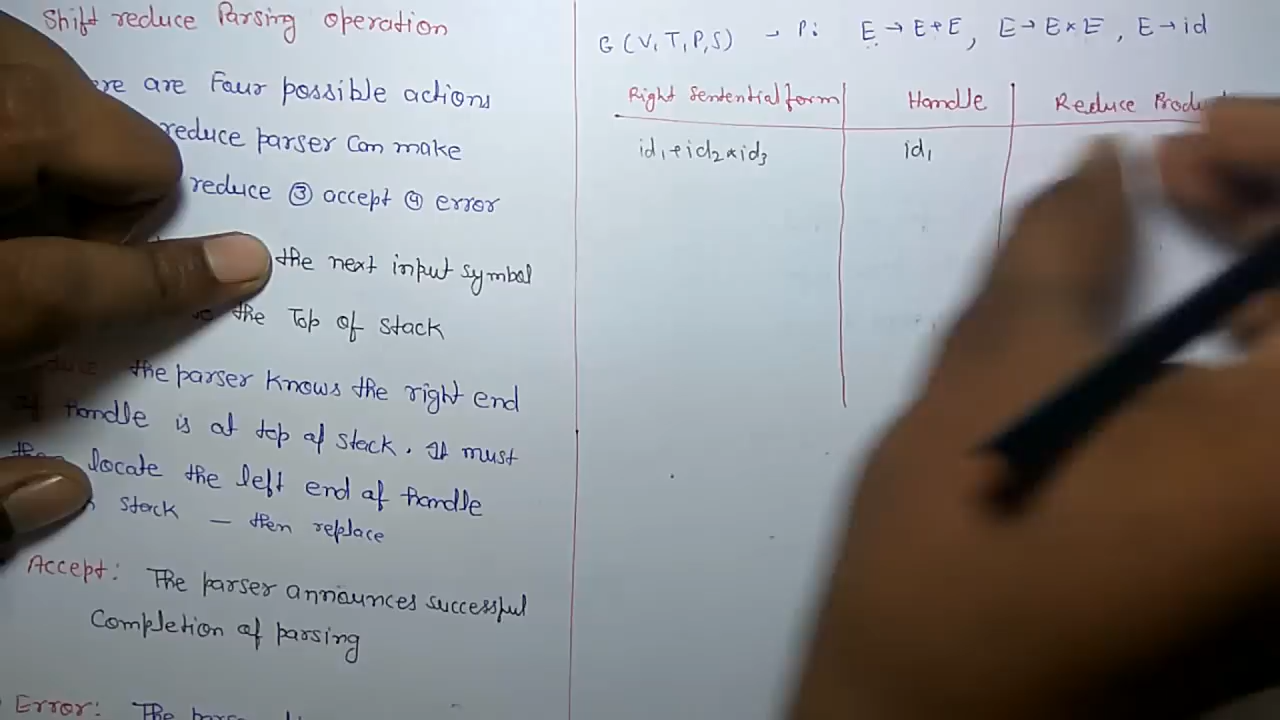 Shift reduce Parsing operation
ere are Four possible actions
reduce parser Can make
reduce ③ accept ④ error
the next input symbol
the Top of stack
the parser knows the right end
handle is at top of stack. It must
then locate the left end of handle
stack — then replace
Accept: The parser announces successful
Completion of parsing
Error: The
G (V, T, P, S) → P: E → E + E, E → E * E, E → id
Right Sentential form Handle Reduce
id₁ + id₂ * id₃ id₁